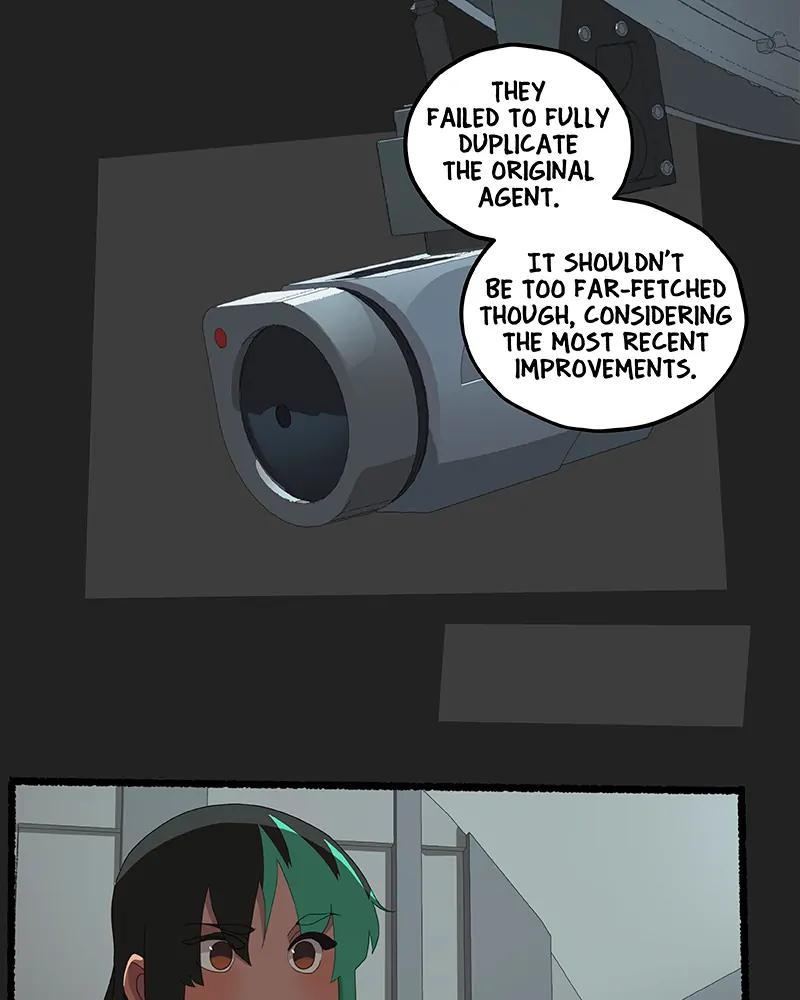 THEY
FAILED TO FULLY
DUPLICATE
THE ORIGINAL
AGENT.
IT SHOULDN'T
BE TOO FAR-FETCHED
THOUGH, CONSIDERING
THE MOST RECENT
IMPROVEMENTS.